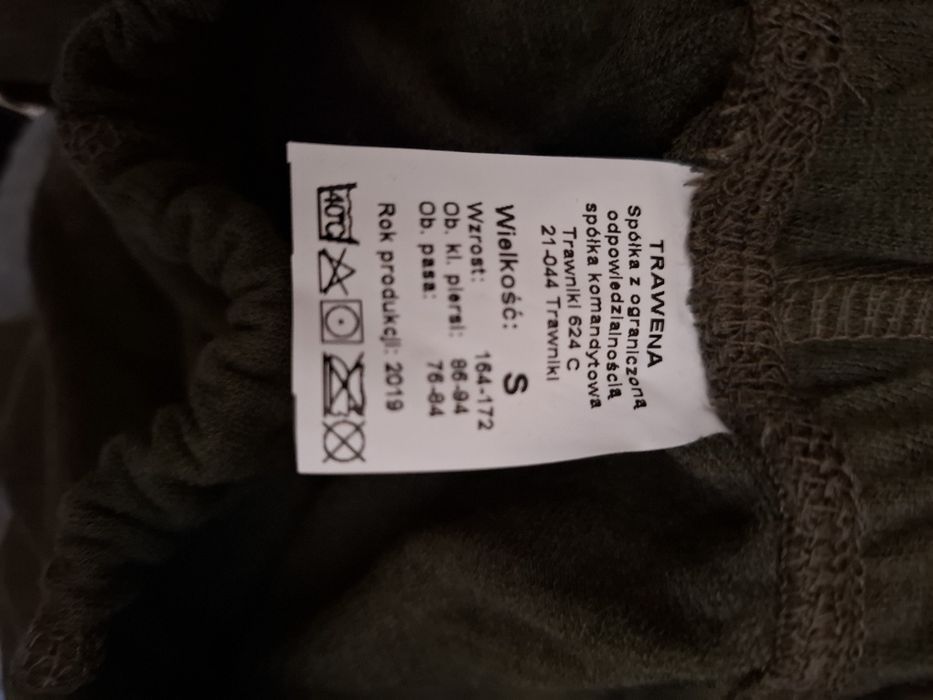 TRAWENA
Spółka z ograniczoną
odpowiedzialnością
spółka komandytowa
Trawniki 624 C
21-044 Trawniki
Wielkość: S
Wzrost: 164-172
Ob. kl. piersi: 86-94
Ob. pasa: 76-84
Rok produkcji: 2019
40°C